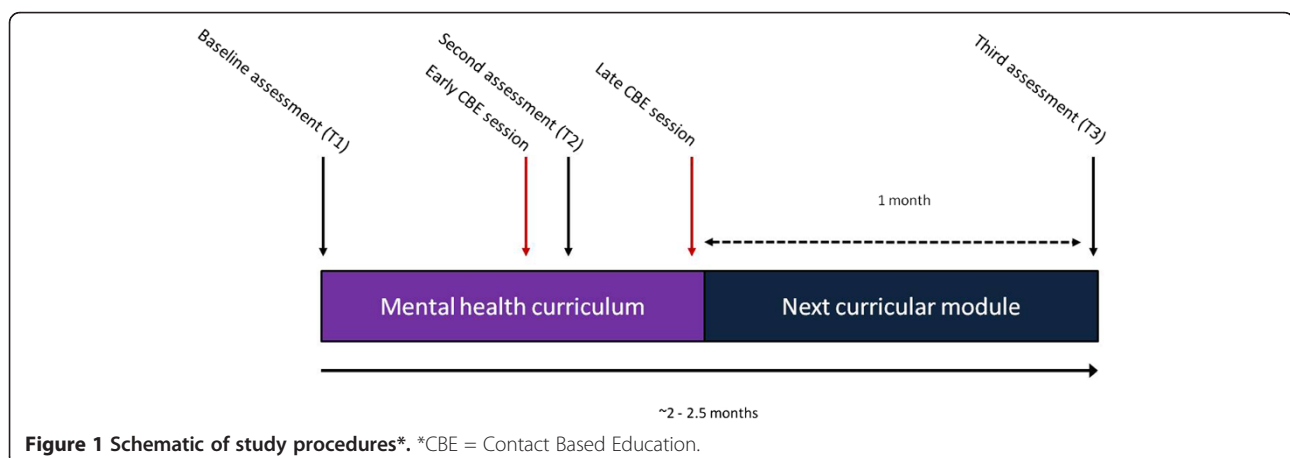 Baseline assessment (T1)
Early CBE session
Second assessment (T2)
Late CBE session
Third assessment (T3)
1 month
Mental health curriculum
Next curricular module
~2 - 2.5 months
Figure 1 Schematic of study procedures*. *CBE = Contact Based Education.